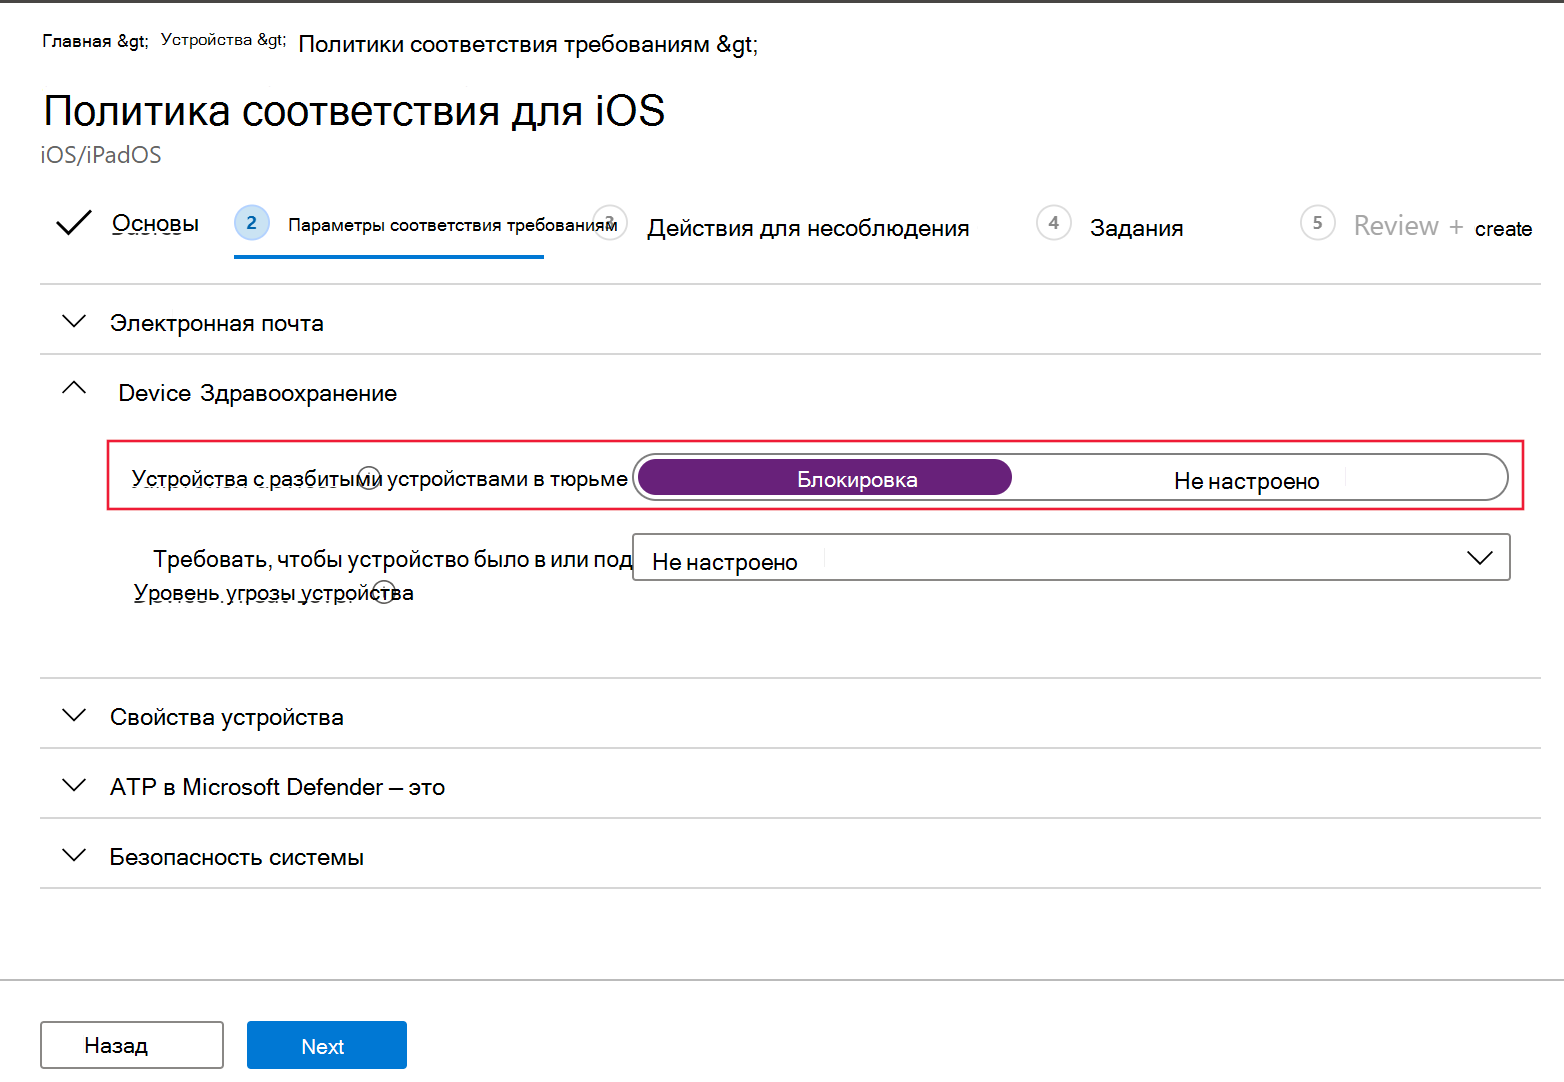 Главная &gt; Устройства &gt; Политики соответствия требованиям &gt;
Политика соответствия для iOS
iOS/iPadOS
Основы 2 Параметры соответствия требованиям 3 Действия для несоблюдения 4 Задания 5 Review + create
Электронная почта
Device Здравоохранение
Устройства с разбитыми устройствами в тюрьме Блокировка Не настроено
Требовать, чтобы устройство было в или под Не настроено
Уровень угрозы устройства
Свойства устройства
ATP в Microsoft Defender — это
Безопасность системы
Назад Next